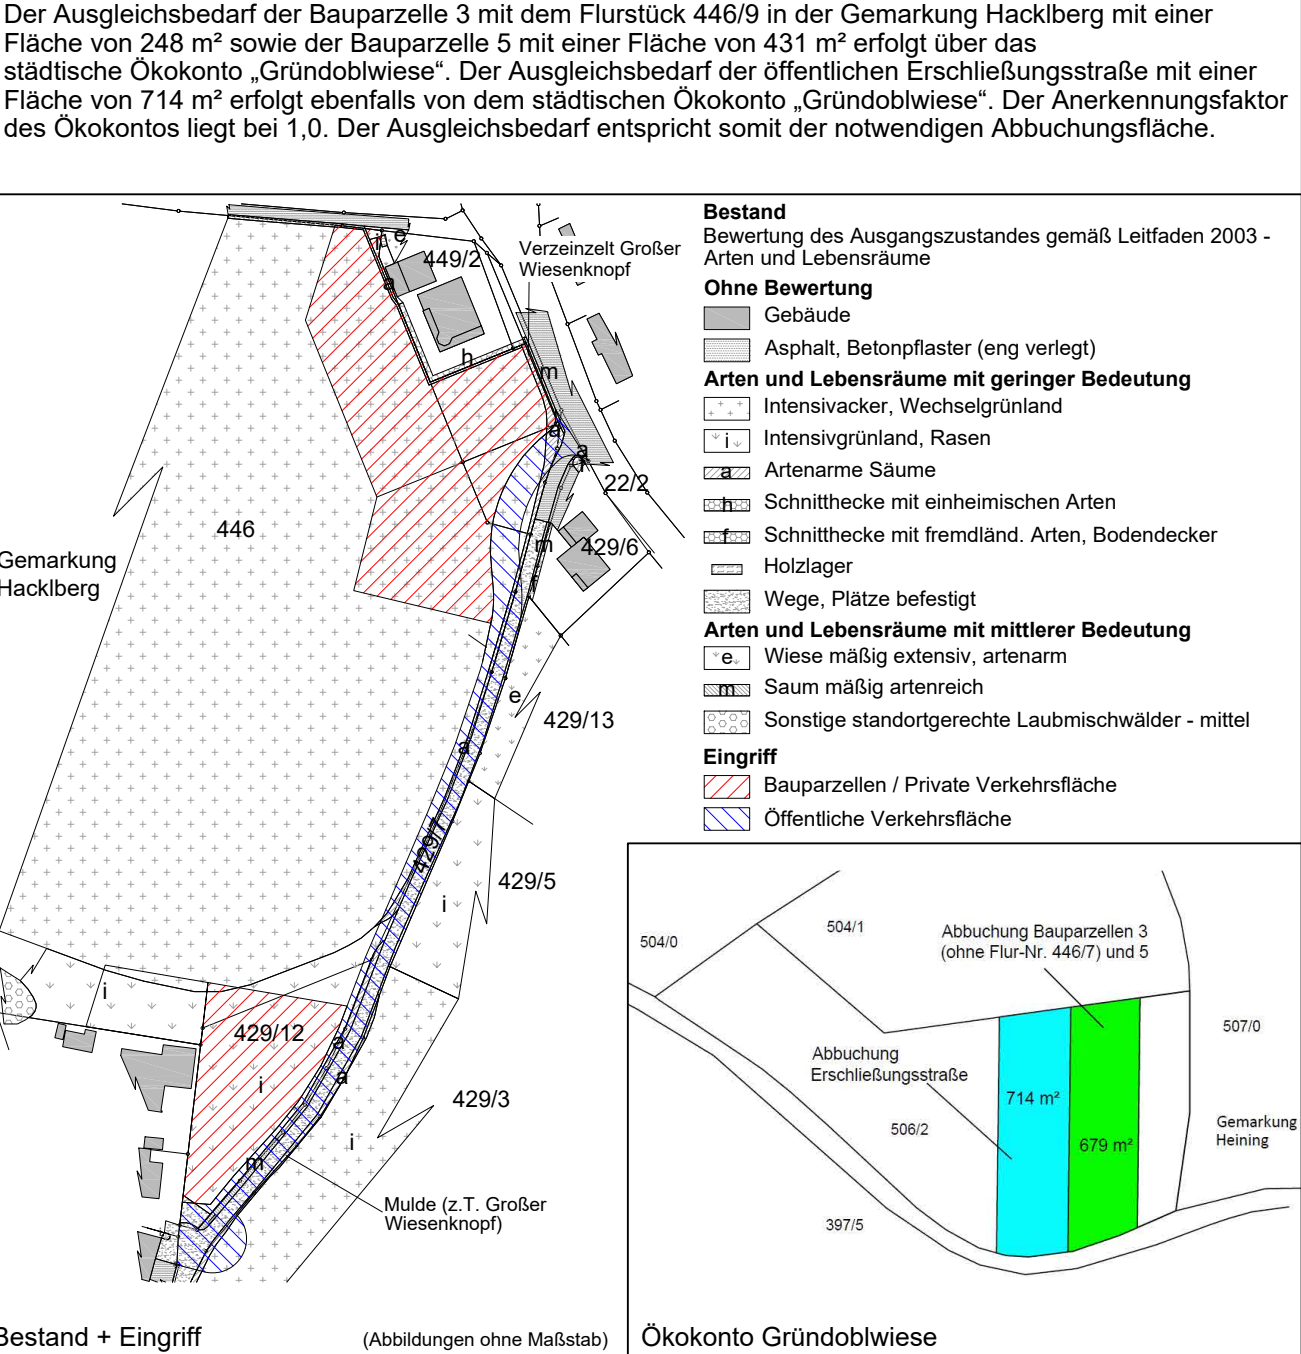 Der Ausgleichsbedarf der Bauparzelle 3 mit dem Flurstück 446/9 in der Gemarkung Hacklberg mit einer
Fläche von 248 m² sowie der Bauparzelle 5 mit einer Fläche von 431 m² erfolgt über das
städtische Ökokonto „Gründoblwiese“. Der Ausgleichsbedarf der öffentlichen Erschließungsstraße mit einer
Fläche von 714 m² erfolgt ebenfalls von dem städtischen Ökokonto „Gründoblwiese“. Der Anerkennungsfaktor
des Ökokontos liegt bei 1,0. Der Ausgleichsbedarf entspricht somit der notwendigen Abbuchungsfläche.
i
e
449/2
a
h
Verzeinzelt Großer
Wiesenknopf
m
a
a
f
22/2
446
m
429/6
f
Gemarkung
Hacklberg
e
429/13
a
429/7
429/5
i
i
429/12
a
i
a
429/3
i
m
Mulde (z.T. Großer
Wiesenknopf)
Bestand + Eingriff
(Abbildungen ohne Maßstab)
Bestand
Bewertung des Ausgangszustandes gemäß Leitfaden 2003 -
Arten und Lebensräume
Ohne Bewertung
Gebäude
Asphalt, Betonpflaster (eng verlegt)
Arten und Lebensräume mit geringer Bedeutung
Intensivacker, Wechselgrünland
i Intensivgrünland, Rasen
a Artenarme Säume
h Schnitthecke mit einheimischen Arten
f Schnitthecke mit fremdländ. Arten, Bodendecker
Holzlager
Wege, Plätze befestigt
Arten und Lebensräume mit mittlerer Bedeutung
e Wiese mäßig extensiv, artenarm
m Saum mäßig artenreich
Sonstige standortgerechte Laubmischwälder - mittel
Eingriff
Bauparzellen / Private Verkehrsfläche
Öffentliche Verkehrsfläche
504/0
504/1
Abbuchung Bauparzellen 3
(ohne Flur-Nr. 446/7) und 5
507/0
Abbuchung
Erschließungsstraße
714 m²
506/2
679 m²
Gemarkung
Heining
397/5
Ökokonto Gründoblwiese